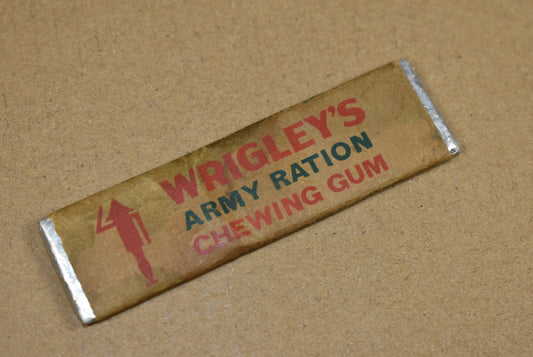 WRIGLEY'S
ARMY RATION
CHEWING GUM